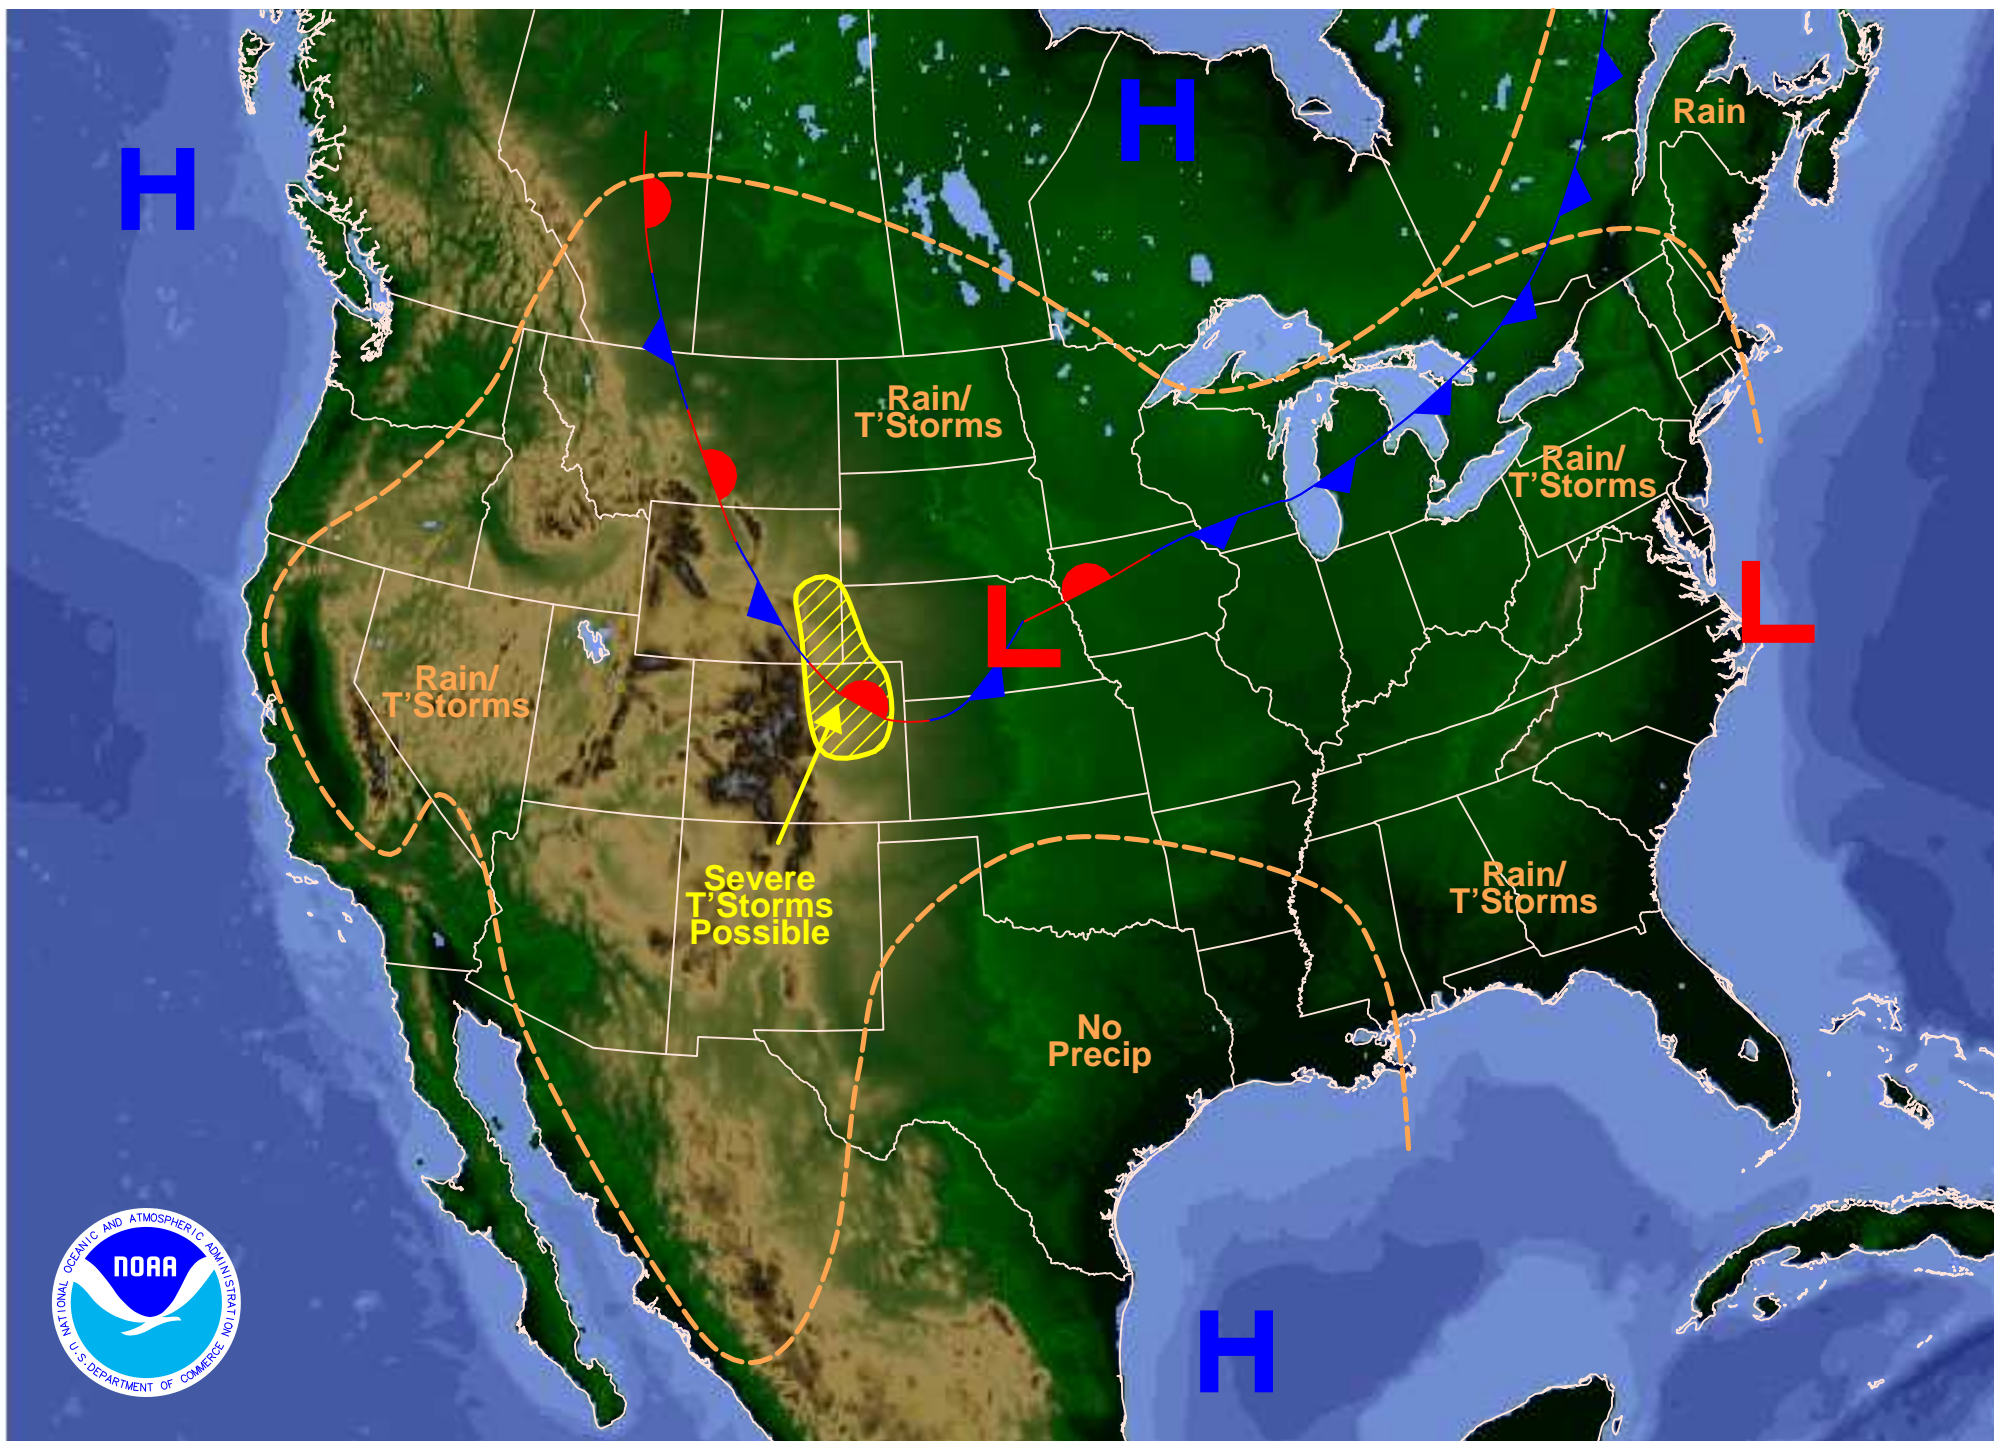 H
Rain
H
Rain/
T'Storms
Rain/
T'Storms
L
L
Rain/
T'Storms
Severe
T'Storms
Possible
Rain/
T'Storms
No
Precip
H
NATIONAL OCEANIC AND ATMOSPHERIC ADMINISTRATION
NOAA
U.S. DEPARTMENT OF COMMERCE